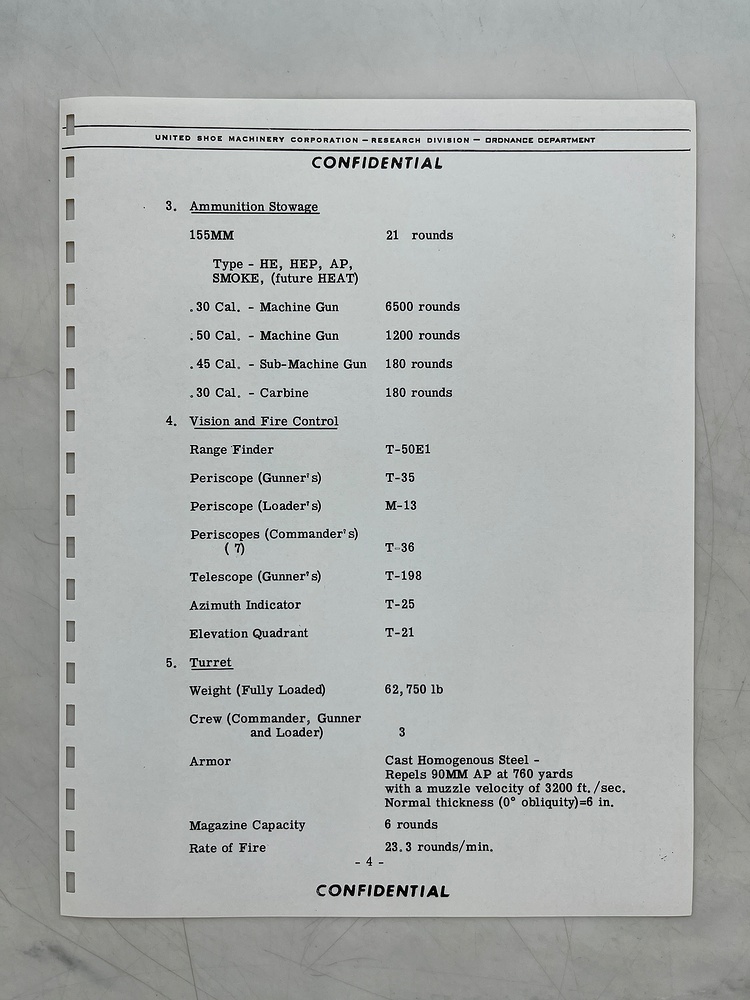 UNITED SHOE MACHINERY CORPORATION — RESEARCH DIVISION — ORDNANCE DEPARTMENT
CONFIDENTIAL
3. Ammunition Stowage
155MM 21 rounds
Type - HE, HEP, AP,
SMOKE, (future HEAT)
.30 Cal. - Machine Gun 6500 rounds
.50 Cal. - Machine Gun 1200 rounds
.45 Cal. - Sub-Machine Gun 180 rounds
.30 Cal. - Carbine 180 rounds
4. Vision and Fire Control
Range Finder T-50E1
Periscope (Gunner's) T-35
Periscope (Loader's) M-13
Periscopes (Commander's)
( 7) T-36
Telescope (Gunner's) T-198
Azimuth Indicator T-25
Elevation Quadrant T-21
5. Turret
Weight (Fully Loaded) 62,750 lb
Crew (Commander, Gunner
and Loader) 3
Armor Cast Homogenous Steel -
Repels 90MM AP at 760 yards
with a muzzle velocity of 3200 ft./sec.
Normal thickness (0° obliquity)=6 in.
Magazine Capacity 6 rounds
Rate of Fire 23.3 rounds/min.
- 4 -
CONFIDENTIAL